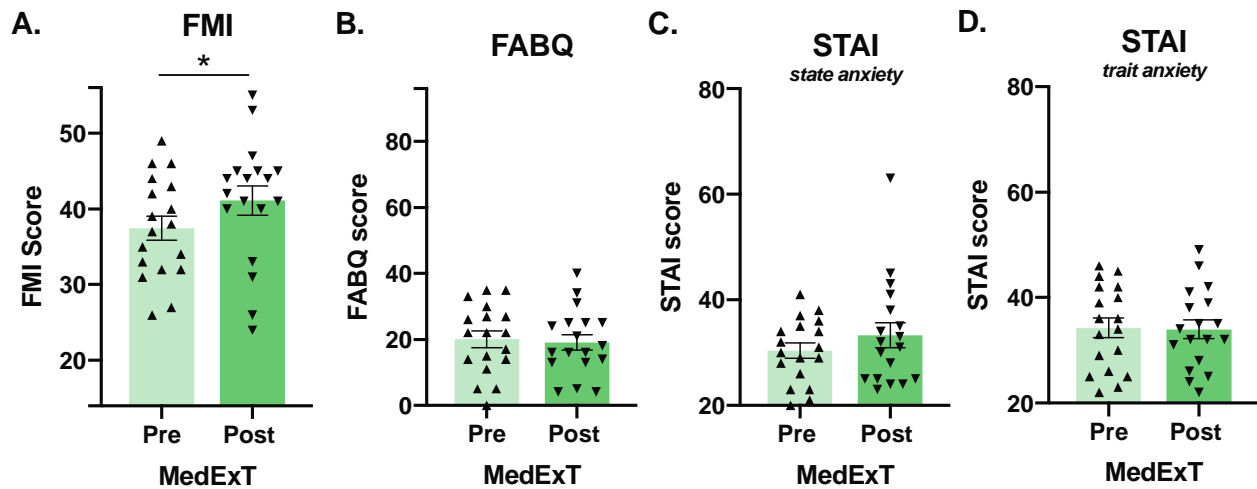 A.
FMI
*
FMI Score
50
40
30
20
Pre Post
MedExT
B.
FABQ
FABQ score
80
60
40
20
0
Pre Post
MedExT
C.
STAI
state anxiety
STAI score
80
60
40
20
Pre Post
MedExT
D.
STAI
trait anxiety
STAI score
80
60
40
20
Pre Post
MedExT